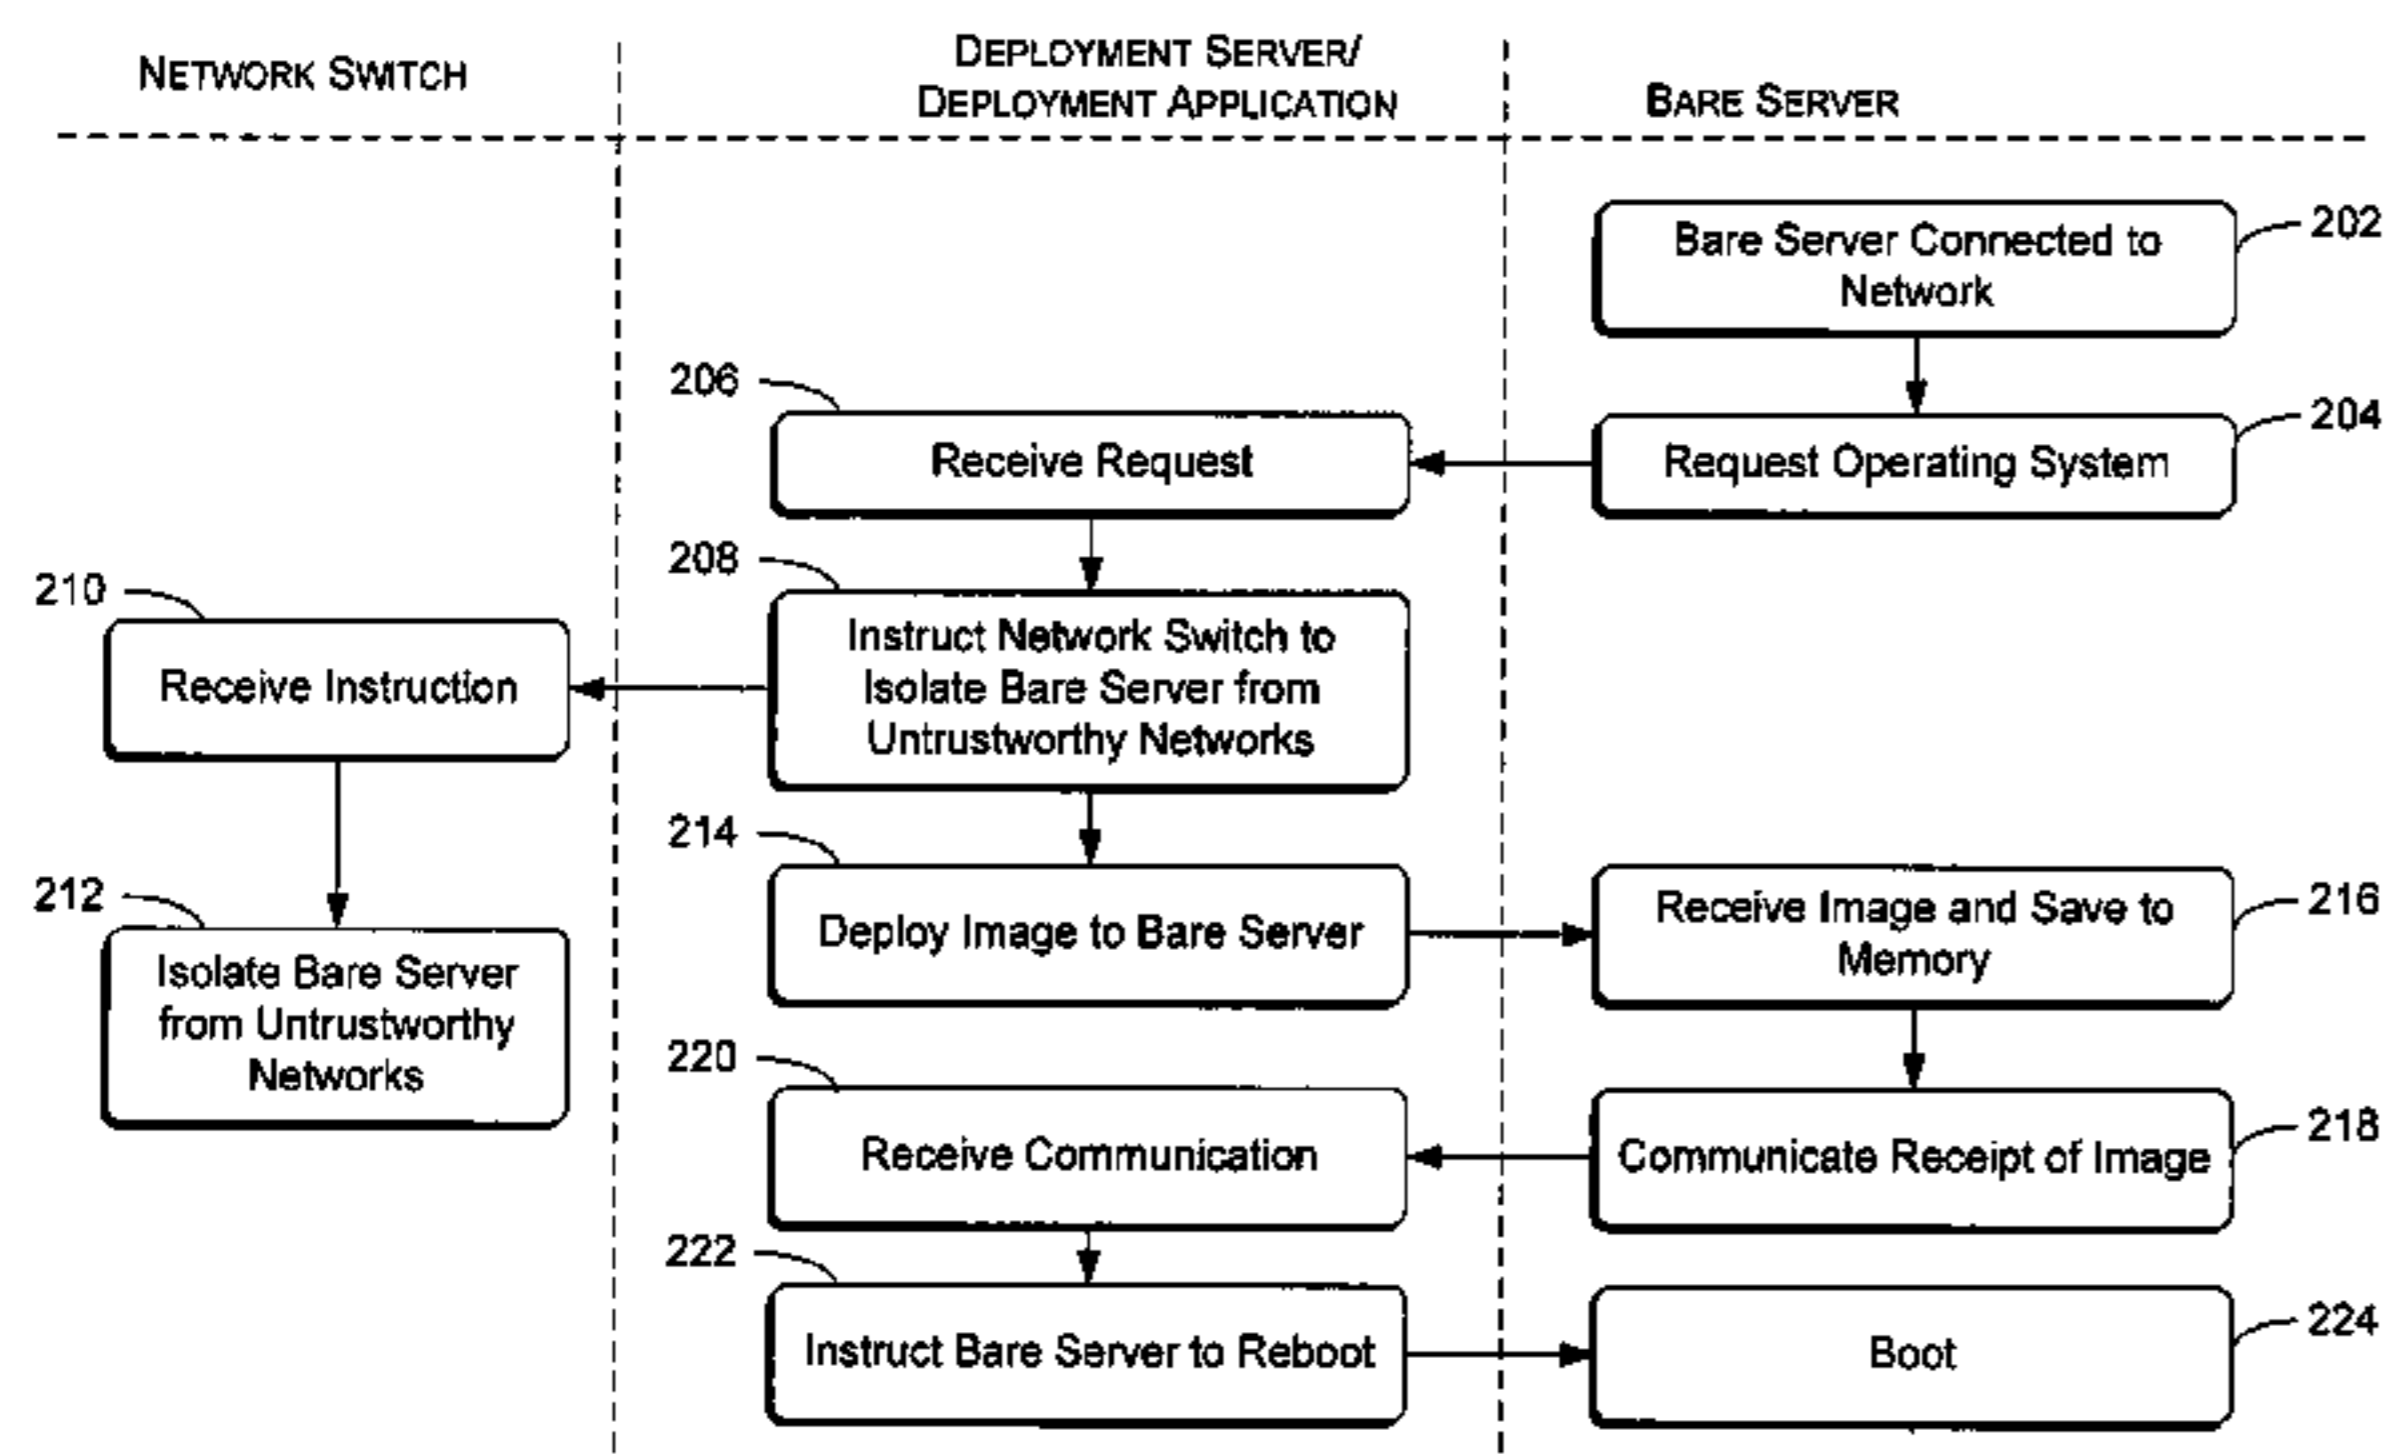 NETWORK SWITCH
DEPLOYMENT SERVER/
DEPLOYMENT APPLICATION
BARE SERVER
Bare Server Connected to
Network
202
206
Receive Request
Request Operating System
204
208
Instruct Network Switch to
Isolate Bare Server from
Untrustworthy Networks
210
Receive Instruction
212
Isolate Bare Server
from Untrustworthy
Networks
214
Deploy Image to Bare Server
Receive Image and Save to
Memory
216
220
Receive Communication
Communicate Receipt of Image
218
222
Instruct Bare Server to Reboot
Boot
224